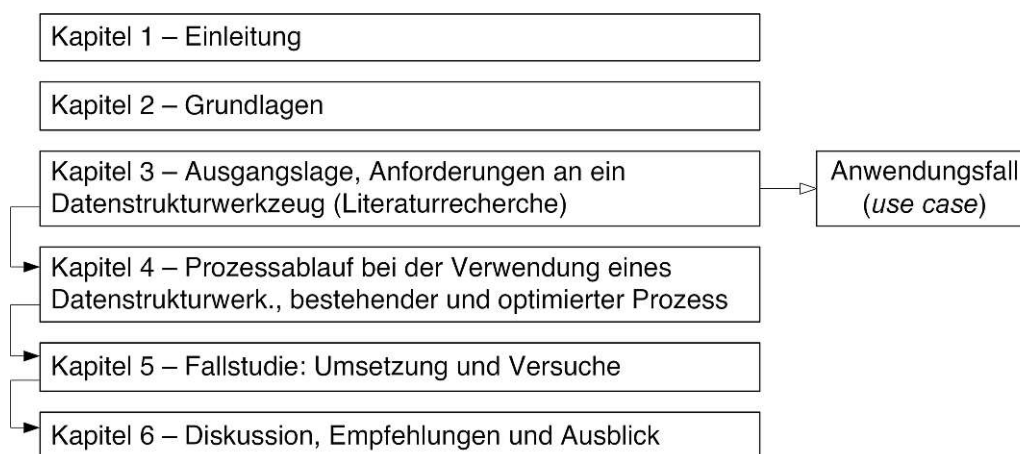 Kapitel 1 – Einleitung
Kapitel 2 – Grundlagen
Kapitel 3 – Ausgangslage, Anforderungen an ein
Datenstrukturwerkzeug (Literaturrecherche)
Anwendungsfall
(use case)
Kapitel 4 – Prozessablauf bei der Verwendung eines
Datenstrukturwerk., bestehender und optimierter Prozess
Kapitel 5 – Fallstudie: Umsetzung und Versuche
Kapitel 6 – Diskussion, Empfehlungen und Ausblick